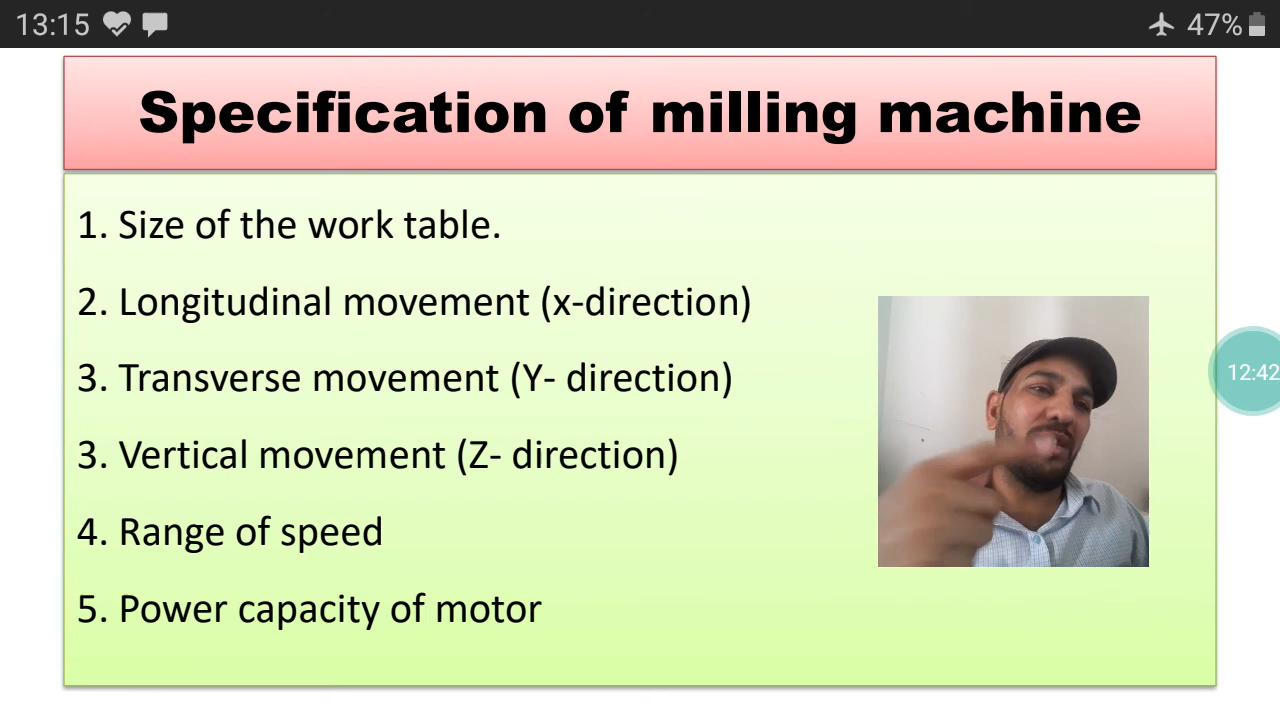 13:15
47%
Specification of milling machine
1. Size of the work table.
2. Longitudinal movement (x-direction)
3. Transverse movement (Y- direction)
3. Vertical movement (Z- direction)
4. Range of speed
5. Power capacity of motor
12:42